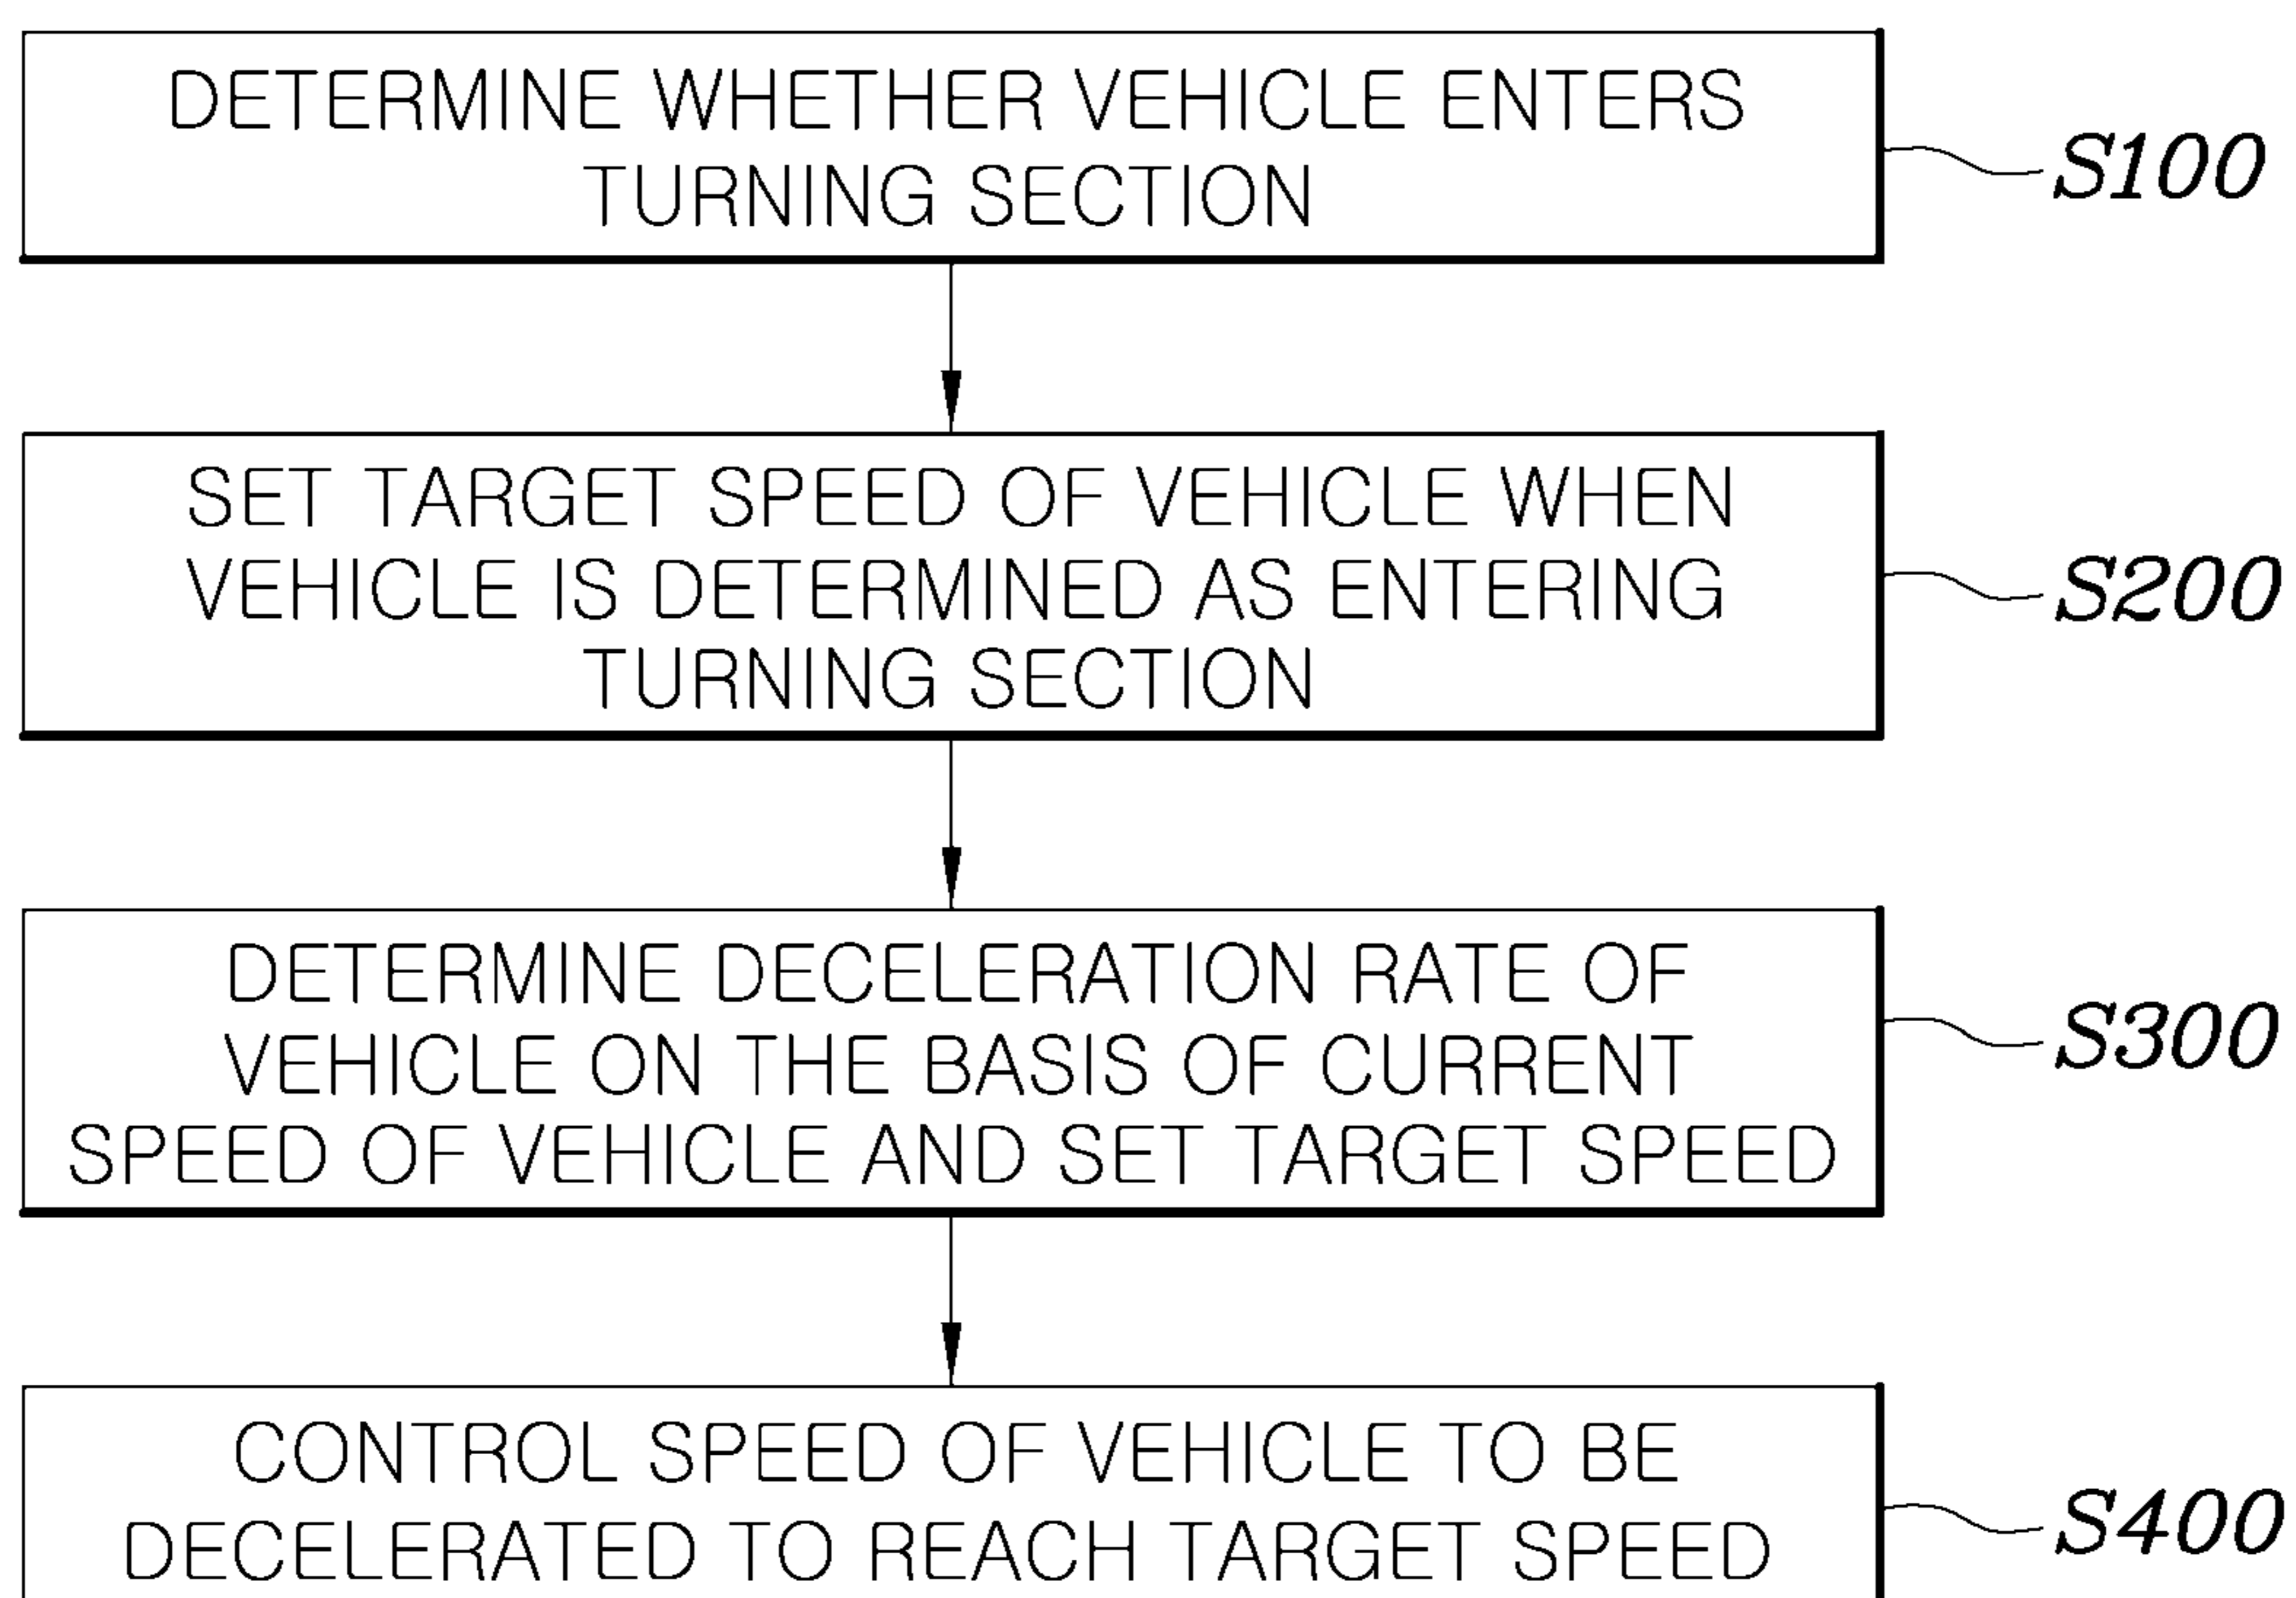 DETERMINE WHETHER VEHICLE ENTERS
TURNING SECTION
S100
SET TARGET SPEED OF VEHICLE WHEN
VEHICLE IS DETERMINED AS ENTERING
TURNING SECTION
S200
DETERMINE DECELERATION RATE OF
VEHICLE ON THE BASIS OF CURRENT
SPEED OF VEHICLE AND SET TARGET SPEED
S300
CONTROL SPEED OF VEHICLE TO BE
DECELERATED TO REACH TARGET SPEED
S400